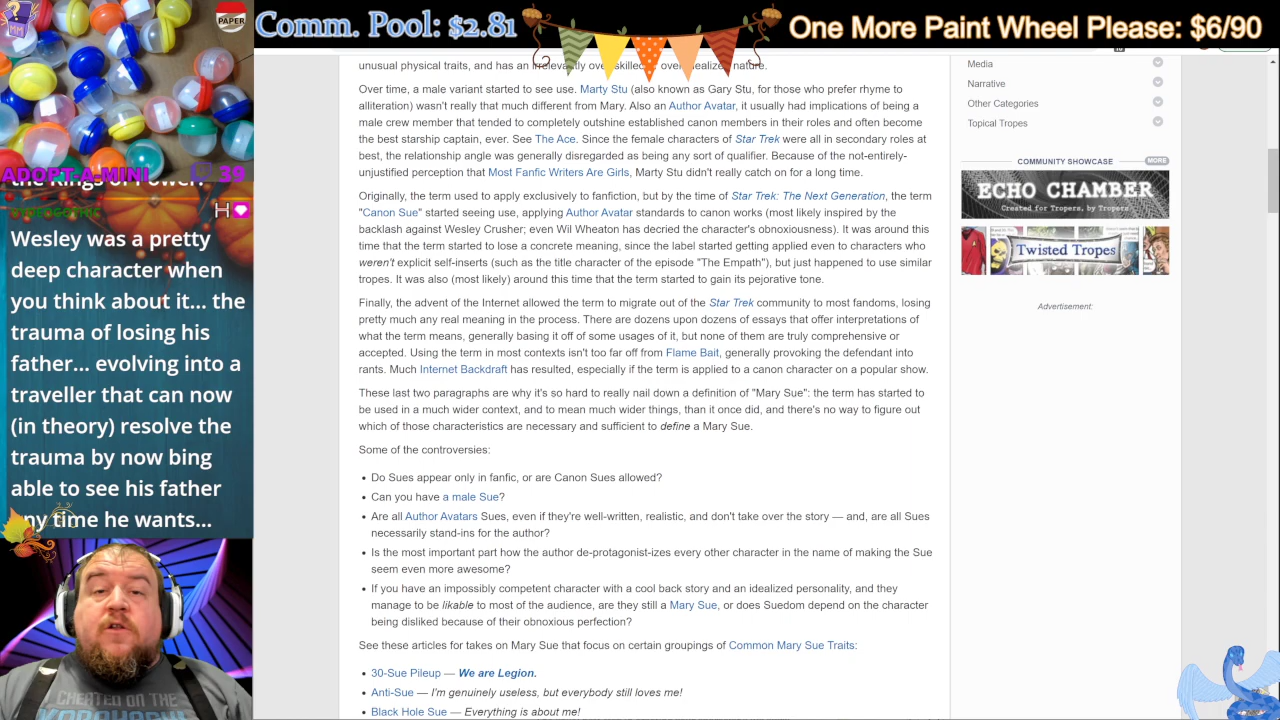 PAPER
Comm. Pool: $2.81
One More Paint Wheel Please: $6/90
ADOPT-A-MINI 39
the Kings of Power?
Wesley was a pretty
deep character when
you think about it... the
trauma of losing his
father... evolving into a
traveller that can now
(in theory) resolve the
trauma by now bing
able to see his father
any time he wants...
CHEATED ON THE
unusual physical traits, and has an irrelevantly over-skilled or over-idealized nature.
Over time, a male variant started to see use. Marty Stu (also known as Gary Stu, for those who prefer rhyme to
alliteration) wasn't really that much different from Mary. Also an Author Avatar, it usually had implications of being a
male crew member that tended to completely outshine established canon members in their roles and often become
the best starship captain, ever. See The Ace. Since the female characters of Star Trek were all in secondary roles at
best, the relationship angle was generally disregarded as being any sort of qualifier. Because of the not-entirely-
unjustified perception that Most Fanfic Writers Are Girls, Marty Stu didn't really catch on for a long time.
Originally, the term used to apply exclusively to fanfiction, but by the time of Star Trek: The Next Generation, the term
"Canon Sue" started seeing use, applying Author Avatar standards to canon works (most likely inspired by the
backlash against Wesley Crusher; even Wil Wheaton has decried the character's obnoxiousness). It was around this
time that the term started to lose a concrete meaning, since the label started getting applied even to characters who
were not explicit self-inserts (such as the title character of the episode "The Empath"), but just happened to use similar
tropes. It was also (most likely) around this time that the term started to gain its pejorative tone.
Finally, the advent of the Internet allowed the term to migrate out of the Star Trek community to most fandoms, losing
pretty much any real meaning in the process. There are dozens upon dozens of essays that offer interpretations of
what the term means, generally basing it off of some usages of it, but none of them are truly comprehensive or
accepted. Using the term in most contexts isn't too far off from Flame Bait, generally provoking the defendant into
rants. Much Internet Backdraft has resulted, especially if the term is applied to a canon character on a popular show.
These last two paragraphs are why it's so hard to really nail down a definition of "Mary Sue": the term has started to
be used in a much wider context, and to mean much wider things, than it once did, and there's no way to figure out
which of those characteristics are necessary and sufficient to define a Mary Sue.
Some of the controversies:
• Do Sues appear only in fanfic, or are Canon Sues allowed?
• Can you have a male Sue?
• Are all Author Avatars Sues, even if they're well-written, realistic, and don't take over the story — and, are all Sues
necessarily stand-ins for the author?
• Is the most important part how the author de-protagonist-izes every other character in the name of making the Sue
seem even more awesome?
• If you have an impossibly competent character with a cool back story and an idealized personality, and they
manage to be likable to most of the audience, are they still a Mary Sue, or does Suedom depend on the character
being disliked because of their obnoxious perfection?
See these articles for takes on Mary Sue that focus on certain groupings of Common Mary Sue Traits:
• 30-Sue Pileup — We are Legion.
• Anti-Sue — I'm genuinely useless, but everybody still loves me!
• Black Hole Sue — Everything is about me!
Media
Narrative
Other Categories
Topical Tropes
COMMUNITY SHOWCASE MORE
ECHO CHAMBER
Created for Tropers, by Tropers
Twisted Tropes
Advertisement: